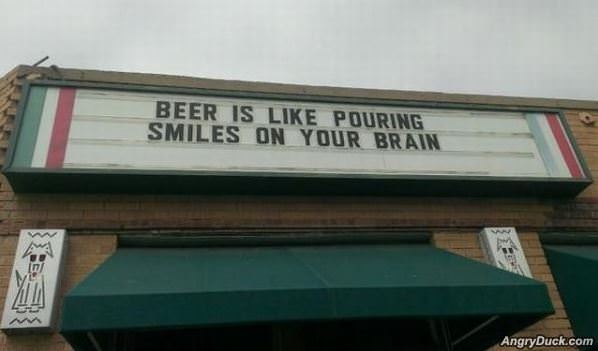 BEER IS LIKE POURING
SMILES ON YOUR BRAIN
AngryDuck.com